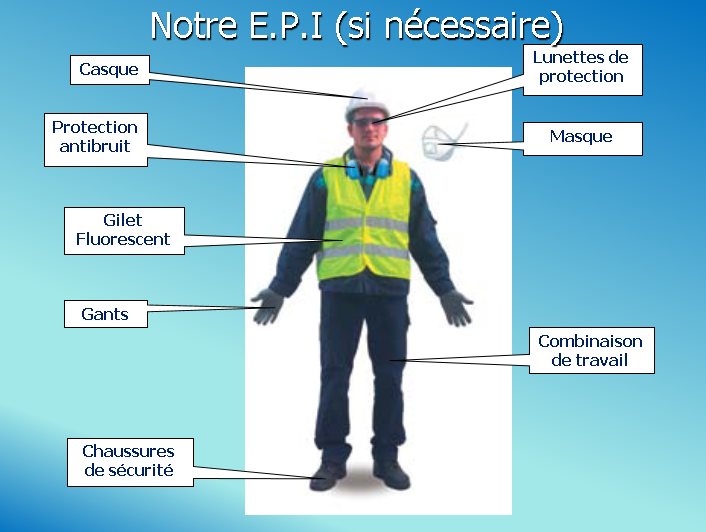 Notre E.P.I (si nécessaire)
Casque
Lunettes de
protection
Protection
antibruit
Masque
Gilet
Fluorescent
Gants
Combinaison
de travail
Chaussures
de sécurité